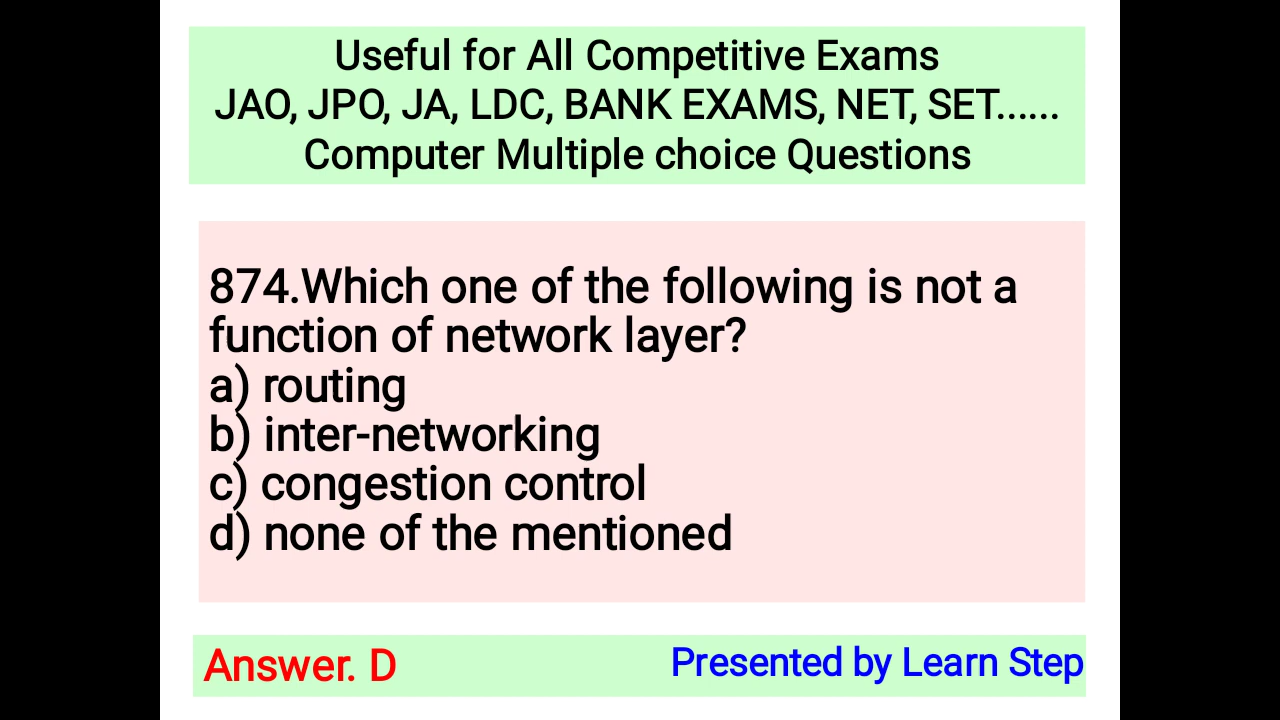 Useful for All Competitive Exams
JAO, JPO, JA, LDC, BANK EXAMS, NET, SET......
Computer Multiple choice Questions
874.Which one of the following is not a
function of network layer?
a) routing
b) inter-networking
c) congestion control
d) none of the mentioned
Answer. D
Presented by Learn Step